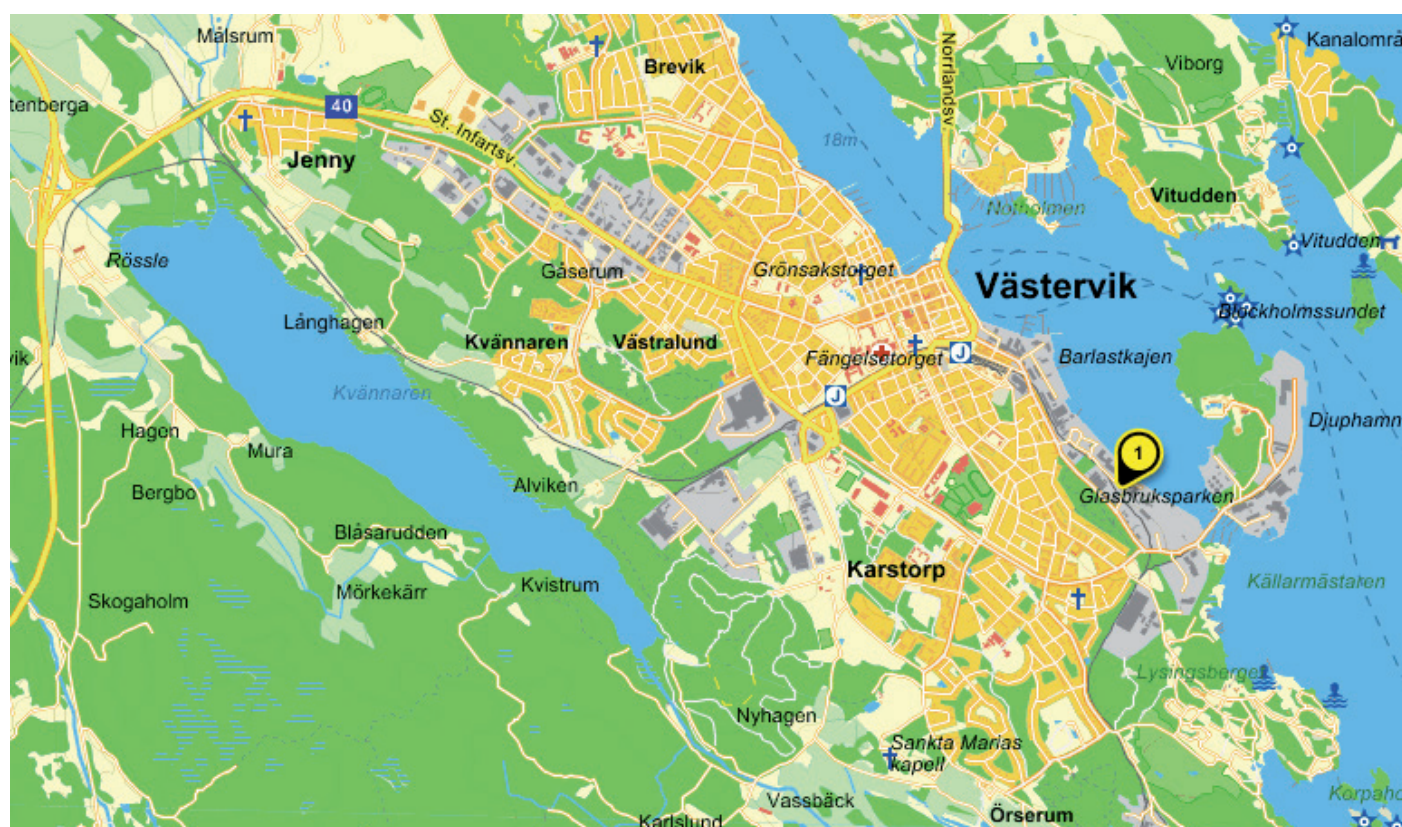 Målsrum
Kanalområ
Brevik
Viborg
tenberga
40
Norrlandsv.
St. Infartsv.
18m
Jenny
Vitudden
Notholmen
Vitudden
Rössle
Gåserum
Grönsakstorget
Västervik
Blockholmssundet
Långhagen
Kvännaren
Västralund
Fängelsetorget
J
Barlastkajen
vik
Kvännaren
J
Djuphamn
Hagen
Mura
1
Bergbo
Alviken
Glasbruksparken
Blåsarudden
Karstorp
Källarmästaren
Skogaholm
Mörkekärr
Kvistrum
Lysingsberget
Nyhagen
Sankta Marias
kapell
Vassbäck
Korpaho
Karlslund
Örserum